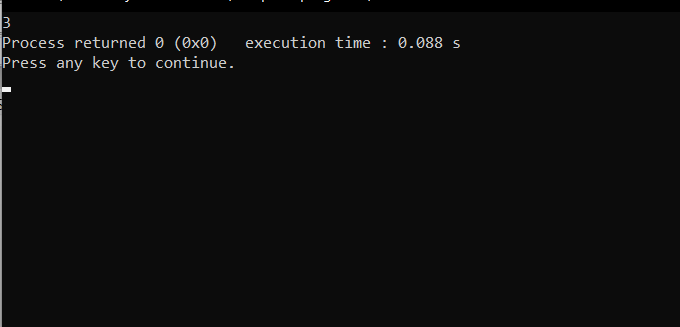 3
Process returned 0 (0x0)   execution time : 0.088 s
Press any key to continue.